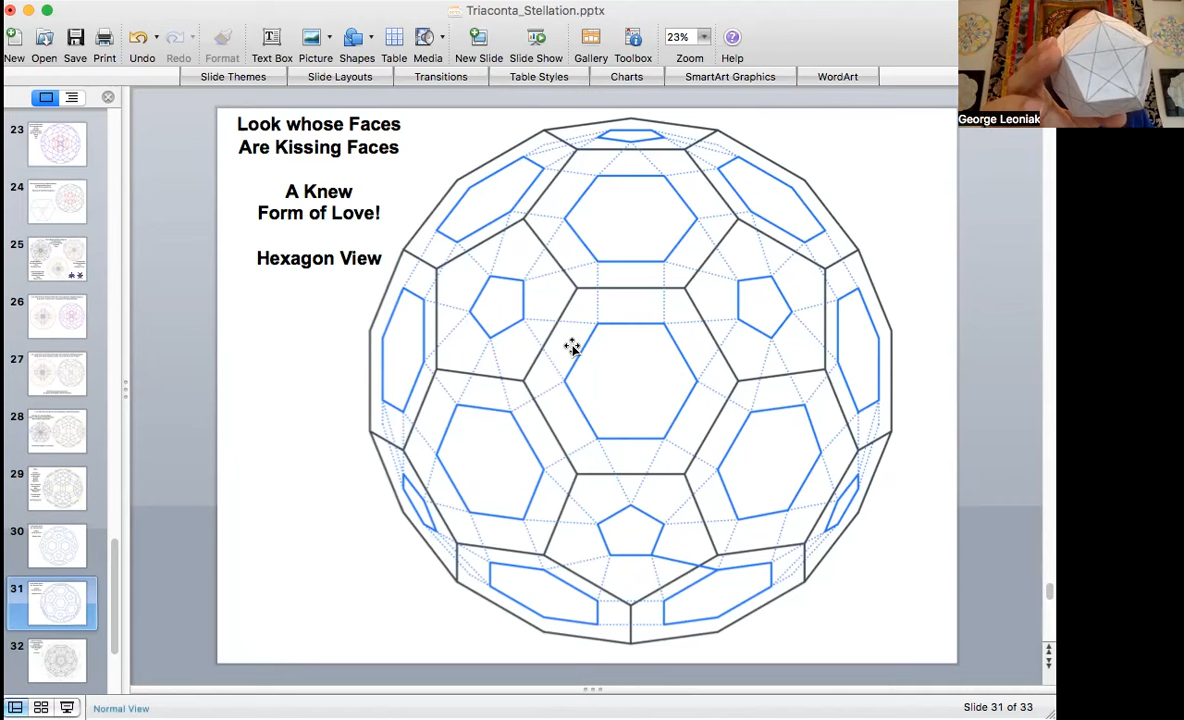 Triaconta_Stellation.pptx
New Open Save Print Undo Redo Format Text Box Picture Shapes Table Media New Slide Slide Show Gallery Toolbox Zoom Help
23%
Slide Themes Slide Layouts Transitions Table Styles Charts SmartArt Graphics WordArt
George Leoniak
23
24
25
26
27
28
29
30
31
32
Look whose Faces
Are Kissing Faces
A Knew
Form of Love!
Hexagon View
Normal View
Slide 31 of 33